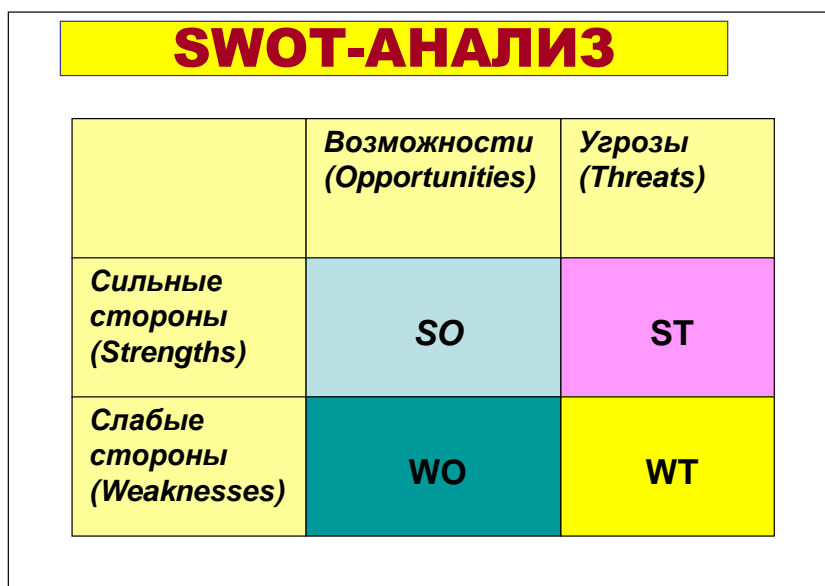 SWOT-АНАЛИЗ
Возможности
(Opportunities)
Угрозы
(Threats)
Сильные
стороны
(Strengths)
SO
ST
Слабые
стороны
(Weaknesses)
WO
WT